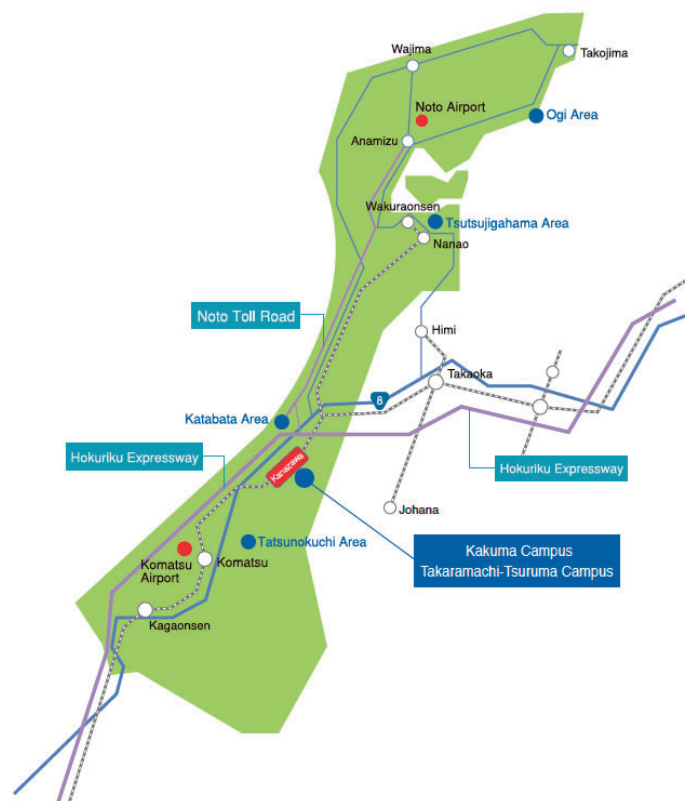 Wajima
Takojima
Noto Airport
Ogi Area
Anamizu
Wakuraonsen
Tsutsujigahama Area
Nanao
Noto Toll Road
Himi
Takaoka
8
Katabata Area
Hokuriku Expressway
Kanazawa
Hokuriku Expressway
Johana
Tatsunokuchi Area
Kakuma Campus
Takaramachi-Tsuruma Campus
Komatsu
Airport
Komatsu
Kagaonsen